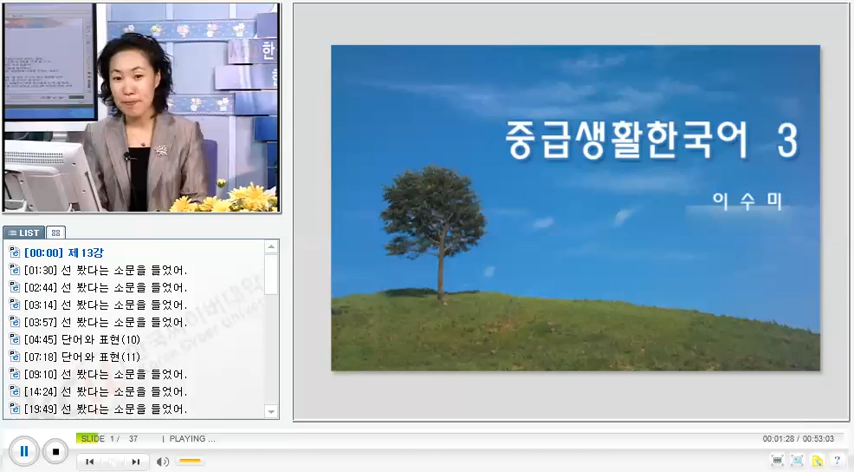 중급생활한국어 3
이 수 미
LIST
[00:00] 제 13강
[01:30] 선 봤다는 소문을 들었어.
[02:44] 선 봤다는 소문을 들었어.
[03:14] 선 봤다는 소문을 들었어.
[03:57] 선 봤다는 소문을 들었어.
[04:45] 단어와 표현(10)
[07:18] 단어와 표현(11)
[09:10] 선 봤다는 소문을 들었어.
[14:24] 선 봤다는 소문을 들었어.
[19:49] 선 봤다는 소문을 들었어.
SLIDE 1 / 37 | PLAYING ...
00:01:28 / 00:53:03